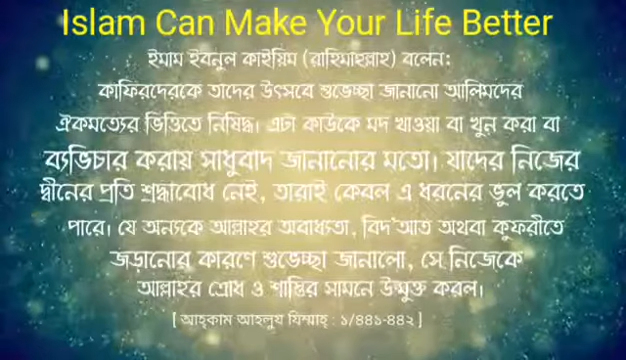 Islam Can Make Your Life Better
ইমাম ইবনুল কাইয়িম (রাহিমাহুল্লাহ) বলেন:
কাফিরদেরকে তাদের উৎসবে শুভেচ্ছা জানানো আলিমদের
ঐকমত্যের ভিত্তিতে নিষিদ্ধ। এটা কাউকে মদ খাওয়া বা খুন করা বা
ব্যভিচার করায় সাধুবাদ জানানোর মতো। যাদের নিজের
দ্বীনের প্রতি শ্রদ্ধাবোধ নেই, তারাই কেবল এ ধরনের ভুল করতে
পারে। যে অন্যকে আল্লাহর অবাধ্যতা, বিদ'আত অথবা কুফরীতে
জড়ানোর কারণে শুভেচ্ছা জানালো, সে নিজেকে
আল্লাহর ক্রোধ ও শাস্তির সামনে উন্মুক্ত করল।
[ আহ্কাম আহলুয যিম্মাহ্ : ১/৪৪১-৪৪২ ]